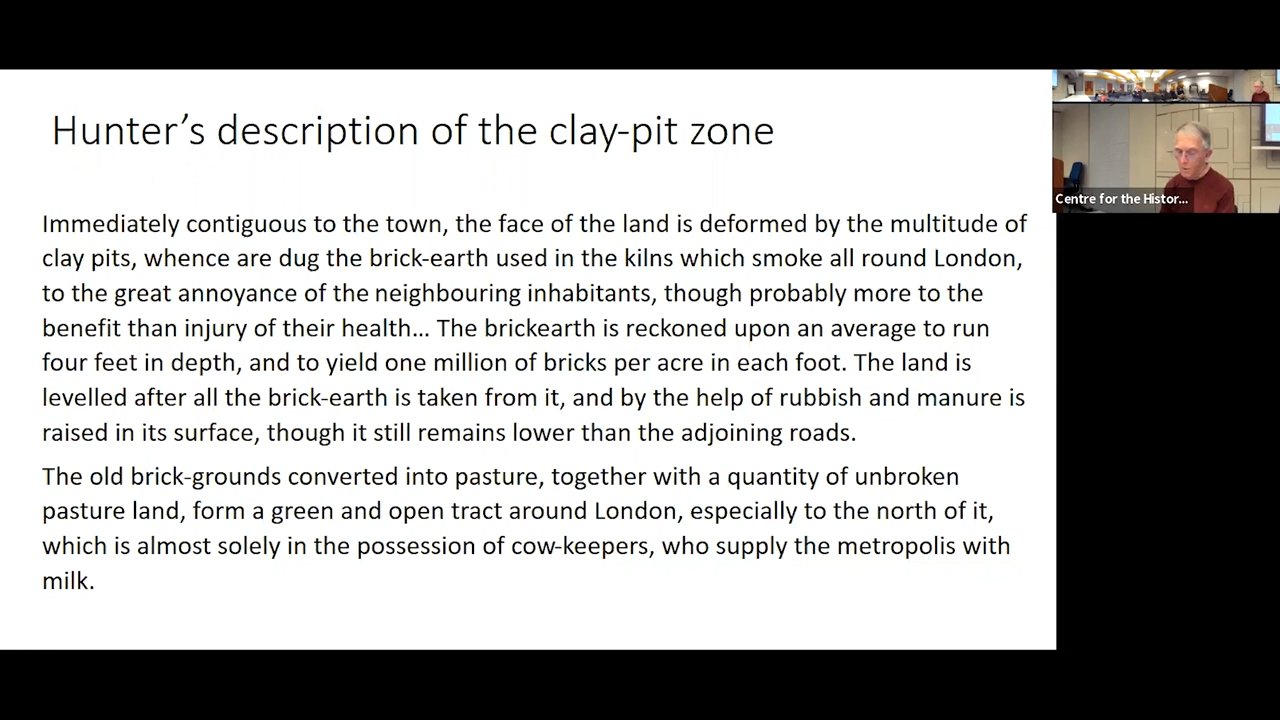 Hunter’s description of the clay-pit zone
Immediately contiguous to the town, the face of the land is deformed by the multitude of
clay pits, whence are dug the brick-earth used in the kilns which smoke all round London,
to the great annoyance of the neighbouring inhabitants, though probably more to the
benefit than injury of their health... The brickearth is reckoned upon an average to run
four feet in depth, and to yield one million of bricks per acre in each foot. The land is
levelled after all the brick-earth is taken from it, and by the help of rubbish and manure is
raised in its surface, though it still remains lower than the adjoining roads.
The old brick-grounds converted into pasture, together with a quantity of unbroken
pasture land, form a green and open tract around London, especially to the north of it,
which is almost solely in the possession of cow-keepers, who supply the metropolis with
milk.
Centre for the Histor...